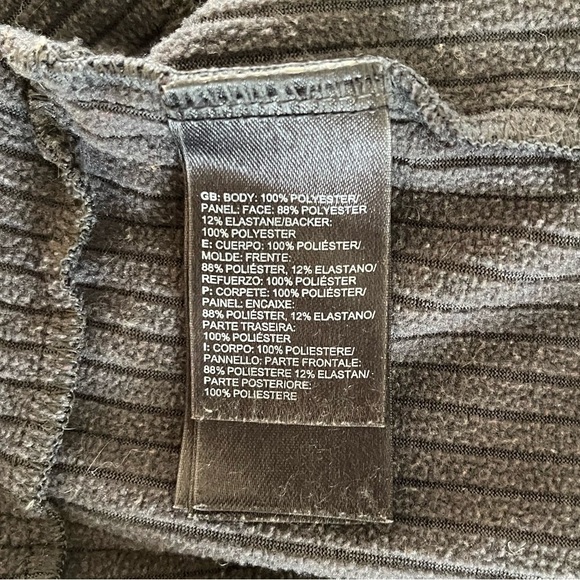 GB: BODY: 100% POLYESTER/
PANEL: FACE: 88% POLYESTER
12% ELASTANE/BACKER:
100% POLYESTER
E: CUERPO: 100% POLIÉSTER/
MOLDE: FRENTE:
88% POLIÉSTER, 12% ELASTANO/
REFUERZO: 100% POLIÉSTER
P: CORPETE: 100% POLIÉSTER/
PAINEL: ENCAIXE:
88% POLIÉSTER, 12% ELASTANO/
PARTE TRASEIRA:
100% POLIÉSTER
I: CORPO: 100% POLIESTERE/
PANNELLO: PARTE FRONTALE:
88% POLIESTERE 12% ELASTAN/
PARTE POSTERIORE:
100% POLIESTERE